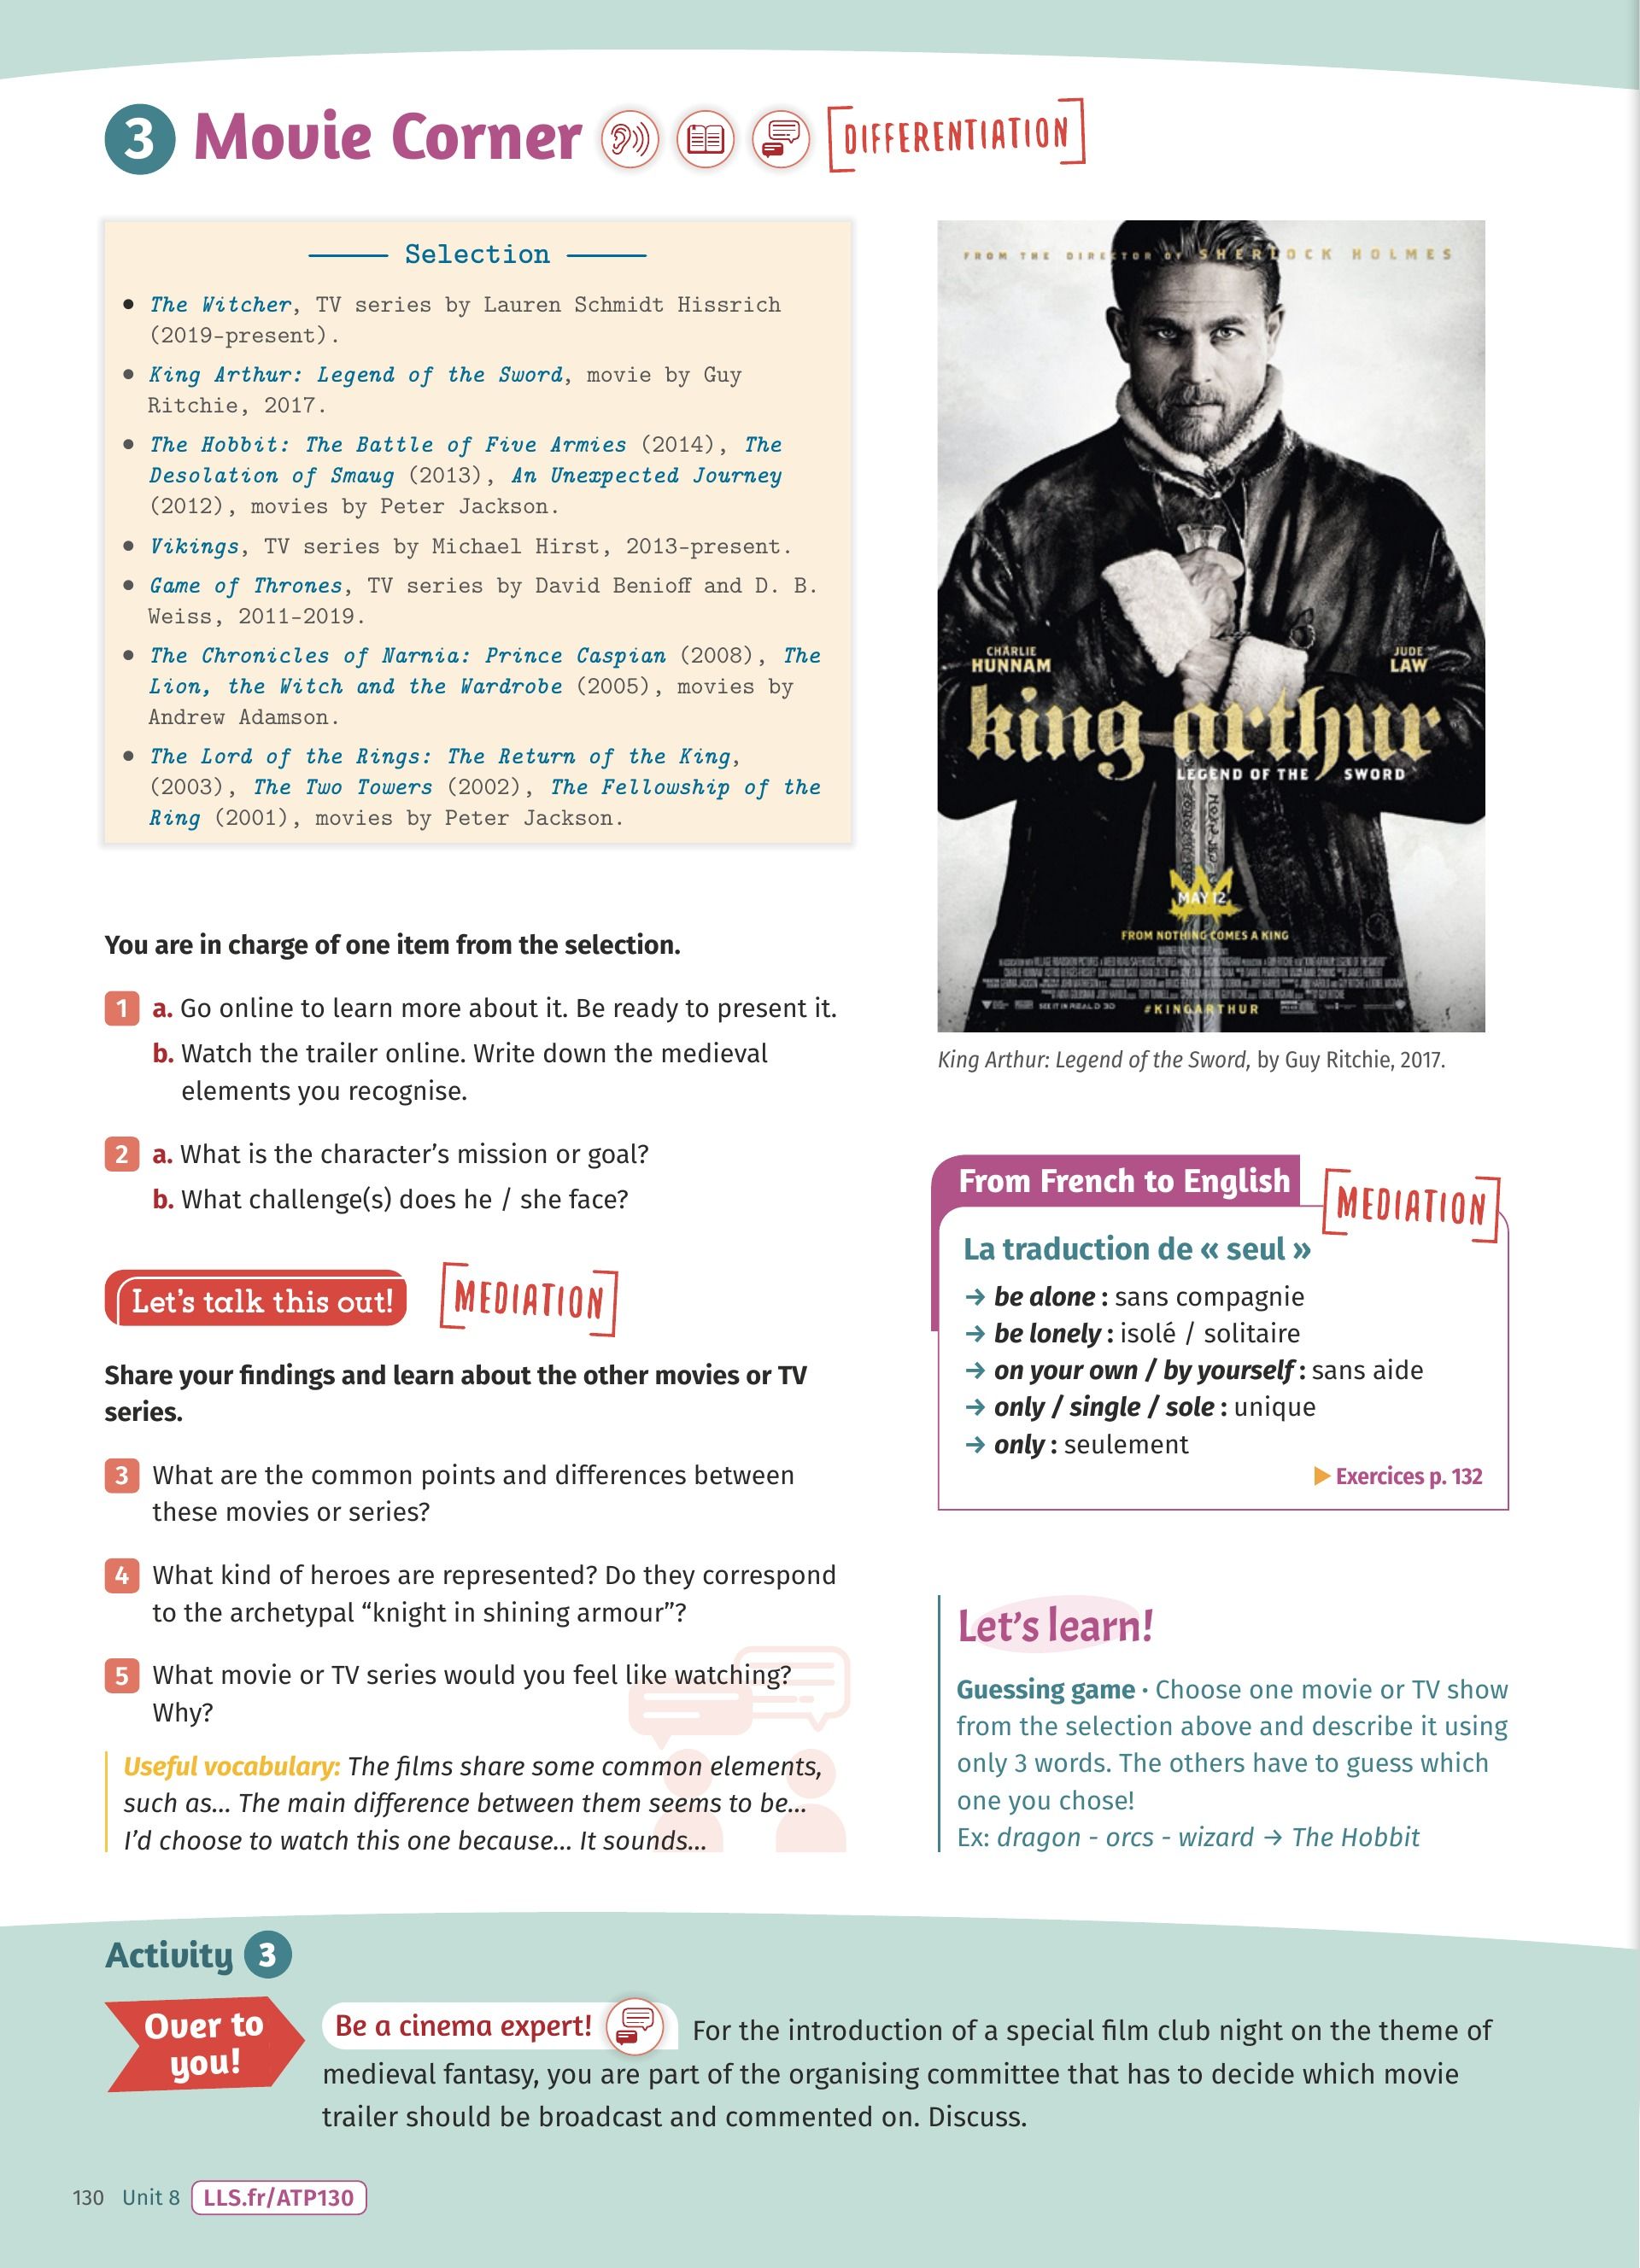 3 Movie Corner
DIFFERENTIATION
Selection
• The Witcher, TV series by Lauren Schmidt Hissrich
(2019-present).
• King Arthur: Legend of the Sword, movie by Guy
Ritchie, 2017.
• The Hobbit: The Battle of Five Armies (2014), The
Desolation of Smaug (2013), An Unexpected Journey
(2012), movies by Peter Jackson.
• Vikings, TV series by Michael Hirst, 2013-present.
• Game of Thrones, TV series by David Benioff and D. B.
Weiss, 2011-2019.
• The Chronicles of Narnia: Prince Caspian (2008), The
Lion, the Witch and the Wardrobe (2005), movies by
Andrew Adamson.
• The Lord of the Rings: The Return of the King,
(2003), The Two Towers (2002), The Fellowship of the
Ring (2001), movies by Peter Jackson.
FROM THE DIRECTOR OF SHERLOCK HOLMES
CHARLIE
HUNNAM
JUDE
LAW
king arthur
LEGEND OF THE SWORD
MAY 12
FROM NOTHING COMES A KING
SEE IT IN REAL D 3D
#KINGARTHUR
King Arthur: Legend of the Sword, by Guy Ritchie, 2017.
You are in charge of one item from the selection.
1 a. Go online to learn more about it. Be ready to present it.
b. Watch the trailer online. Write down the medieval
elements you recognise.
2 a. What is the character’s mission or goal?
b. What challenge(s) does he / she face?
Let’s talk this out!
MEDIATION
Share your findings and learn about the other movies or TV
series.
3 What are the common points and differences between
these movies or series?
4 What kind of heroes are represented? Do they correspond
to the archetypal “knight in shining armour”?
5 What movie or TV series would you feel like watching?
Why?
Useful vocabulary: The films share some common elements,
such as... The main difference between them seems to be...
I’d choose to watch this one because... It sounds...
From French to English
MEDIATION
La traduction de « seul »
→ be alone : sans compagnie
→ be lonely : isolé / solitaire
→ on your own / by yourself : sans aide
→ only / single / sole : unique
→ only : seulement
▶ Exercices p. 132
Let’s learn!
Guessing game · Choose one movie or TV show
from the selection above and describe it using
only 3 words. The others have to guess which
one you chose!
Ex: dragon - orcs - wizard → The Hobbit
Activity 3
Over to
you!
Be a cinema expert! For the introduction of a special film club night on the theme of
medieval fantasy, you are part of the organising committee that has to decide which movie
trailer should be broadcast and commented on. Discuss.
130 Unit 8 LLS.fr/ATP130